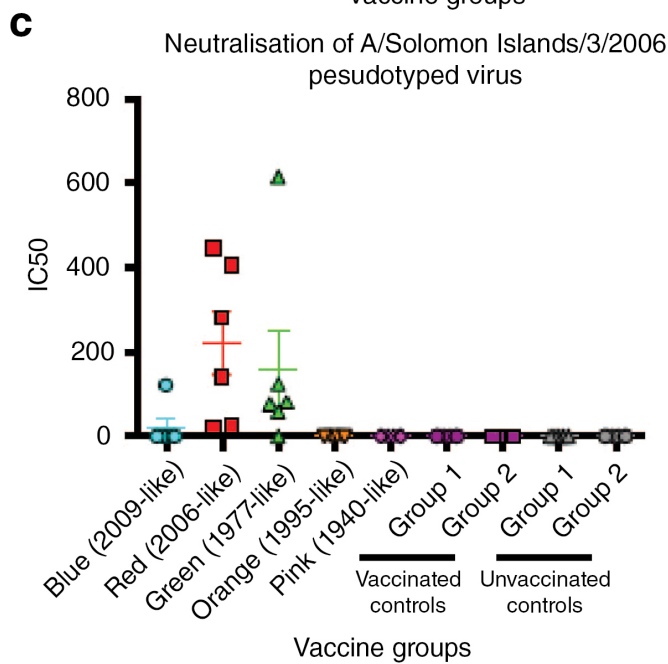 vaccine groups
c
Neutralisation of A/Solomon Islands/3/2006
pesudotyped virus
800
600
400
200
0
IC50
Blue (2009-like)
Red (2006-like)
Green (1977-like)
Orange (1995-like)
Pink (1940-like)
Group 1
Group 2
Group 1
Group 2
Vaccinated
controls
Unvaccinated
controls
Vaccine groups